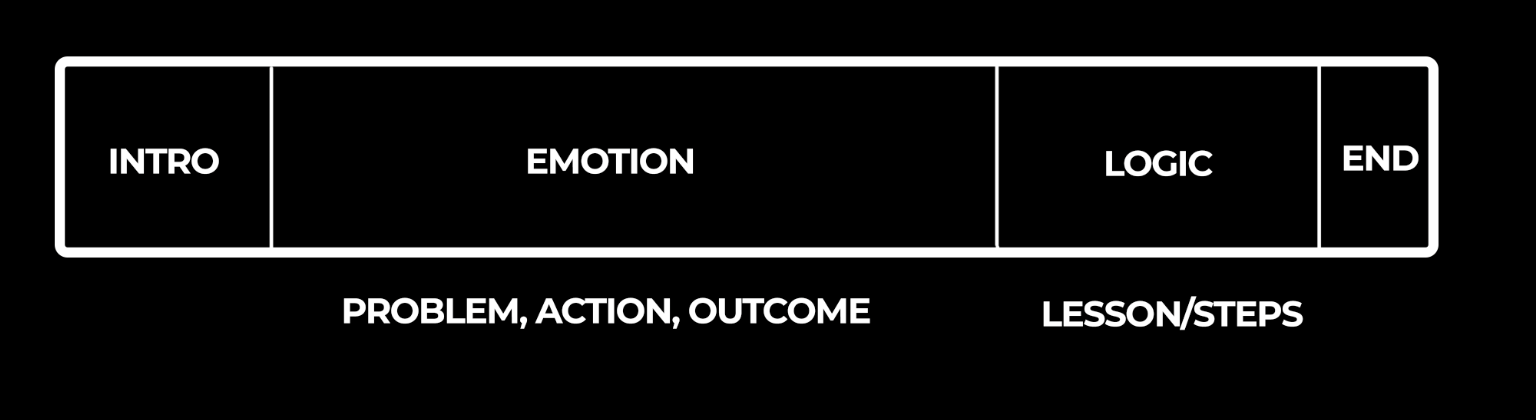 INTRO EMOTION LOGIC END
PROBLEM, ACTION, OUTCOME LESSON/STEPS